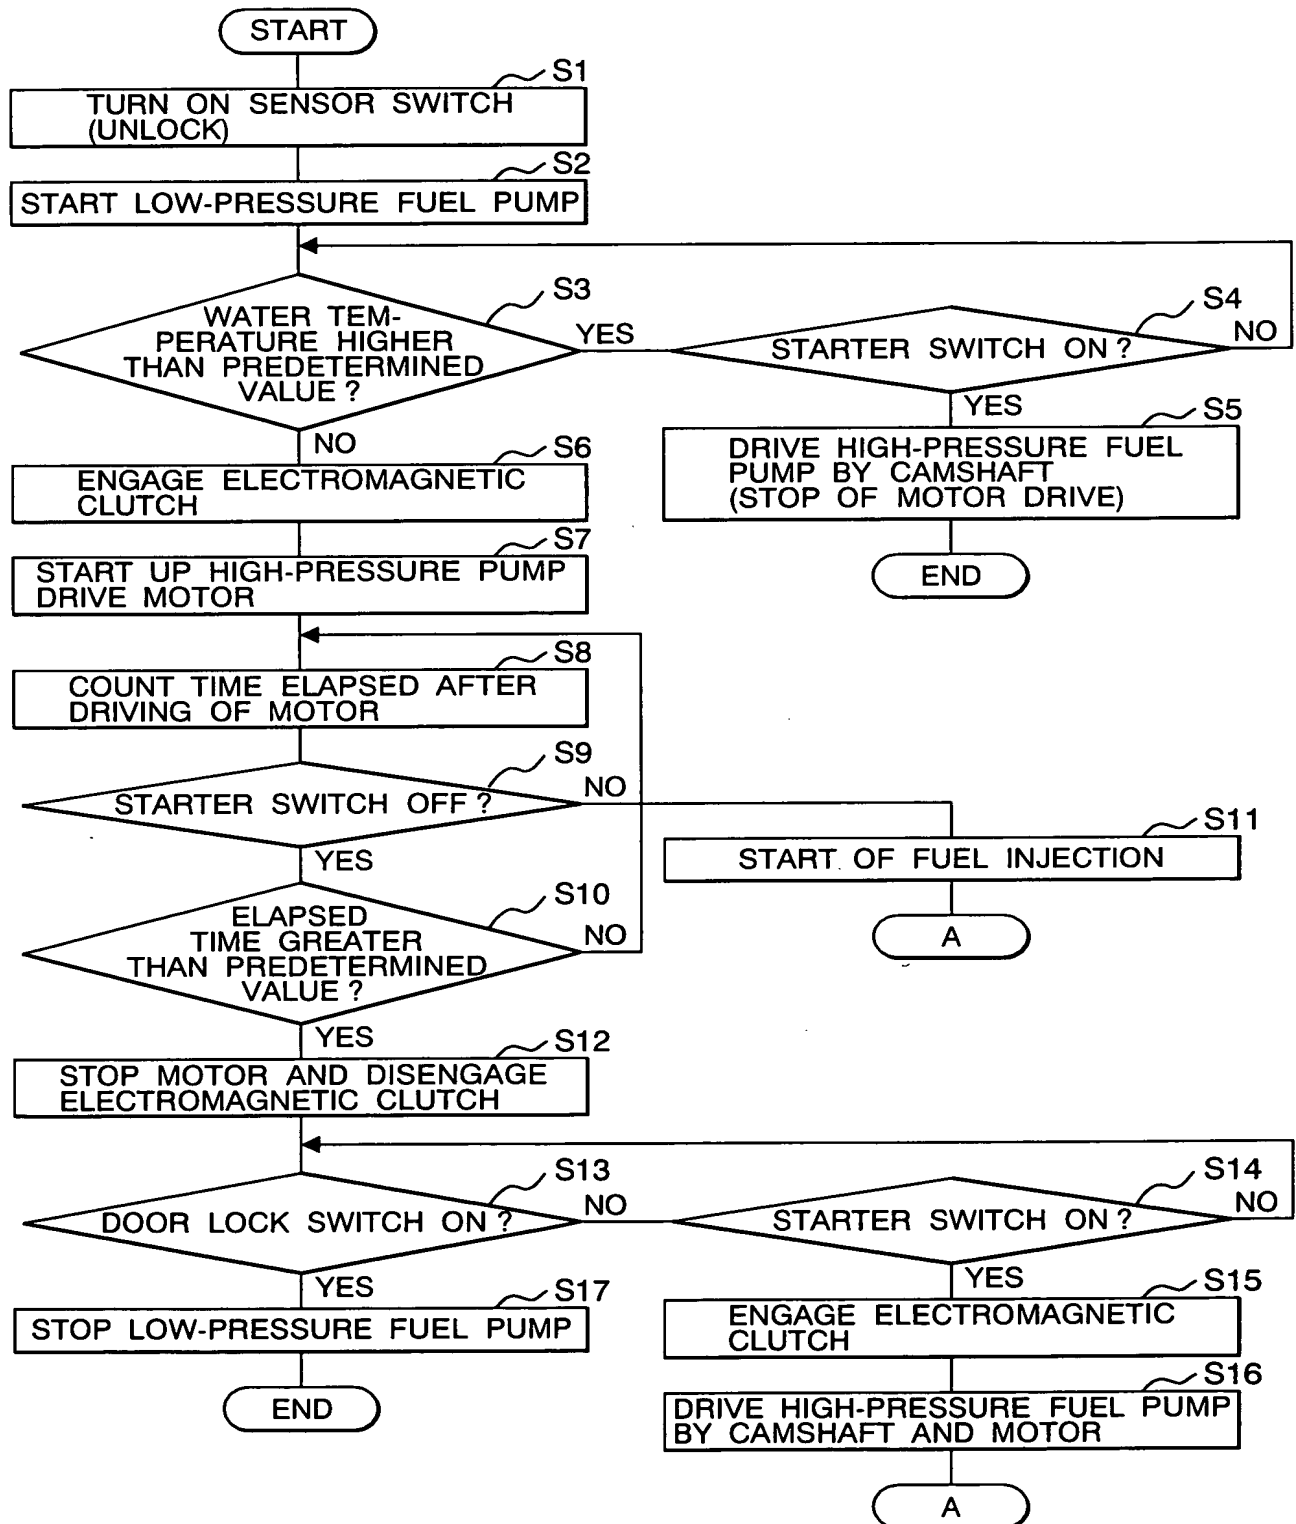 START
S1
TURN ON SENSOR SWITCH
(UNLOCK)
S2
START LOW-PRESSURE FUEL PUMP
S3
WATER TEM-
PERATURE HIGHER
THAN PREDETERMINED
VALUE?
YES
NO
S4
STARTER SWITCH ON?
NO
YES
S5
DRIVE HIGH-PRESSURE FUEL
PUMP BY CAMSHAFT
(STOP OF MOTOR DRIVE)
END
S6
ENGAGE ELECTROMAGNETIC
CLUTCH
S7
START UP HIGH-PRESSURE PUMP
DRIVE MOTOR
S8
COUNT TIME ELAPSED AFTER
DRIVING OF MOTOR
S9
STARTER SWITCH OFF?
NO
YES
S11
START OF FUEL INJECTION
A
S10
ELAPSED
TIME GREATER
THAN PREDETERMINED
VALUE?
NO
YES
S12
STOP MOTOR AND DISENGAGE
ELECTROMAGNETIC CLUTCH
S13
DOOR LOCK SWITCH ON?
NO
YES
S14
STARTER SWITCH ON?
NO
YES
S15
ENGAGE ELECTROMAGNETIC
CLUTCH
S16
DRIVE HIGH-PRESSURE FUEL PUMP
BY CAMSHAFT AND MOTOR
A
S17
STOP LOW-PRESSURE FUEL PUMP
END